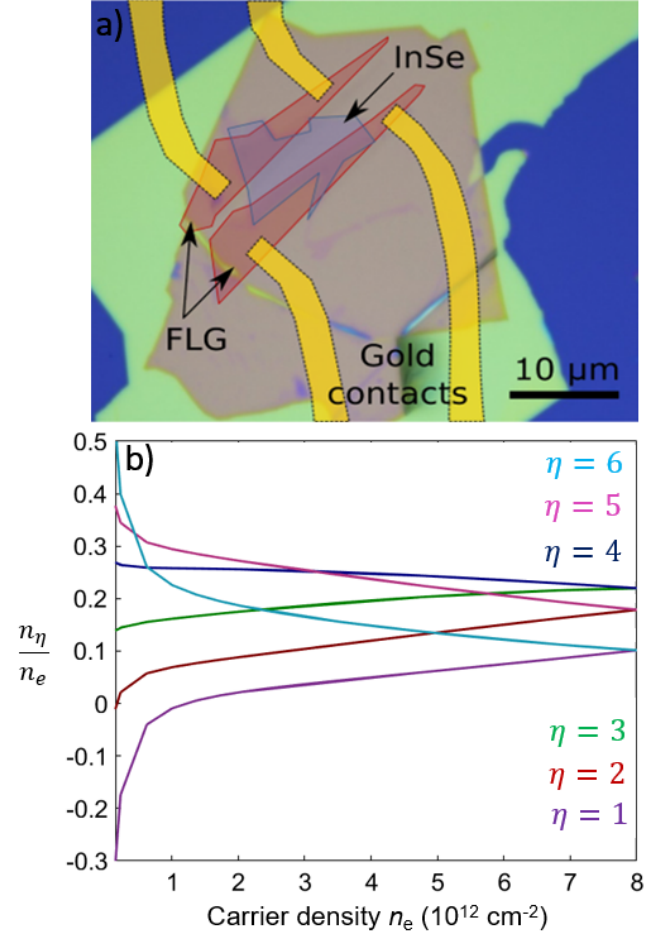 a)
InSe
FLG
Gold
contacts
10 μm
b)
η = 6
η = 5
η = 4
η = 3
η = 2
η = 1
0.5
0.4
0.3
0.2
0.1
0
-0.1
-0.2
-0.3
nη
ne
1 2 3 4 5 6 7 8
Carrier density ne (10¹² cm⁻²)